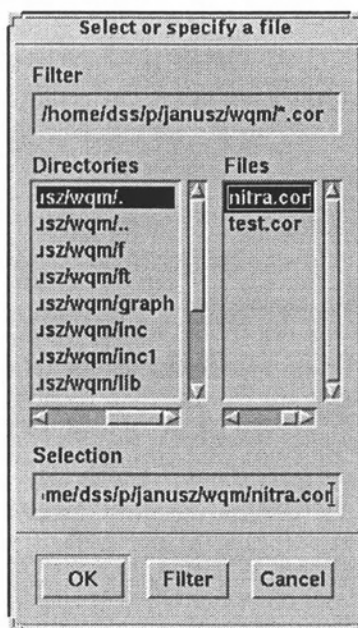 Select or specify a file
Filter
/home/dss/p/janusz/wqm/*.cor
Directories
ısz/wqm/.
ısz/wqm/..
ısz/wqm/f
ısz/wqm/ft
ısz/wqm/graph
ısz/wqm/inc
ısz/wqm/inc1
ısz/wqm/lib
Files
nitra.cor
test.cor
Selection
me/dss/p/janusz/wqm/nitra.cor
OK
Filter
Cancel